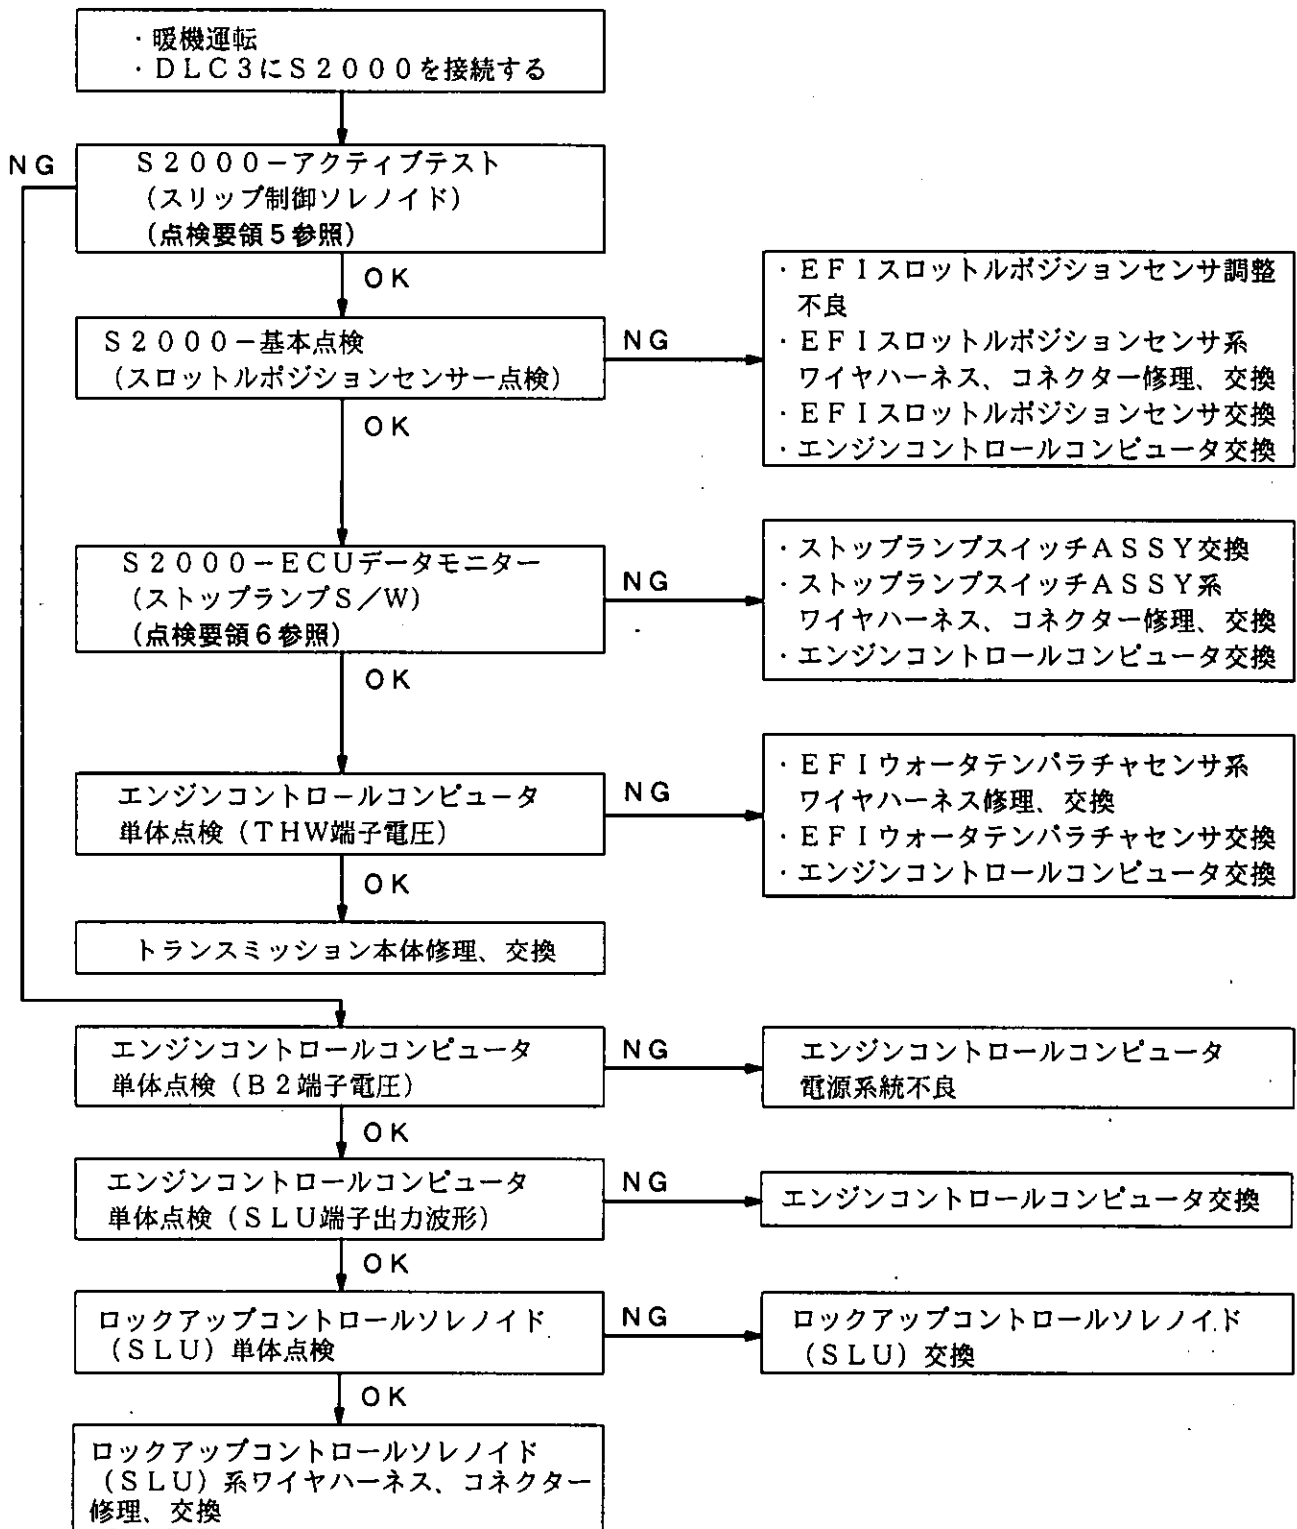 ・暖機運転
・DLC3にS2000を接続する
NG
S2000－アクティブテスト
（スリップ制御ソレノイド）
（点検要領5参照）
OK
S2000－基本点検
（スロットルポジションセンサー点検）
NG
・EFIスロットルポジションセンサ調整
不良
・EFIスロットルポジションセンサ系
ワイヤハーネス、コネクター修理、交換
・EFIスロットルポジションセンサ交換
・エンジンコントロールコンピュータ交換
OK
S2000－ECUデータモニター
（ストップランプS／W）
（点検要領6参照）
NG
・ストップランプスイッチASSY交換
・ストップランプスイッチASSY系
ワイヤハーネス、コネクター修理、交換
・エンジンコントロールコンピュータ交換
OK
エンジンコントロールコンピュータ
単体点検（THW端子電圧）
NG
・EFIウォータテンパラチャセンサ系
ワイヤハーネス修理、交換
・EFIウォータテンパラチャセンサ交換
・エンジンコントロールコンピュータ交換
OK
トランスミッション本体修理、交換
エンジンコントロールコンピュータ
単体点検（B2端子電圧）
NG
エンジンコントロールコンピュータ
電源系統不良
OK
エンジンコントロールコンピュータ
単体点検（SLU端子出力波形）
NG
エンジンコントロールコンピュータ交換
OK
ロックアップコントロールソレノイド
（SLU）単体点検
NG
ロックアップコントロールソレノイド
（SLU）交換
OK
ロックアップコントロールソレノイド
（SLU）系ワイヤハーネス、コネクター
修理、交換